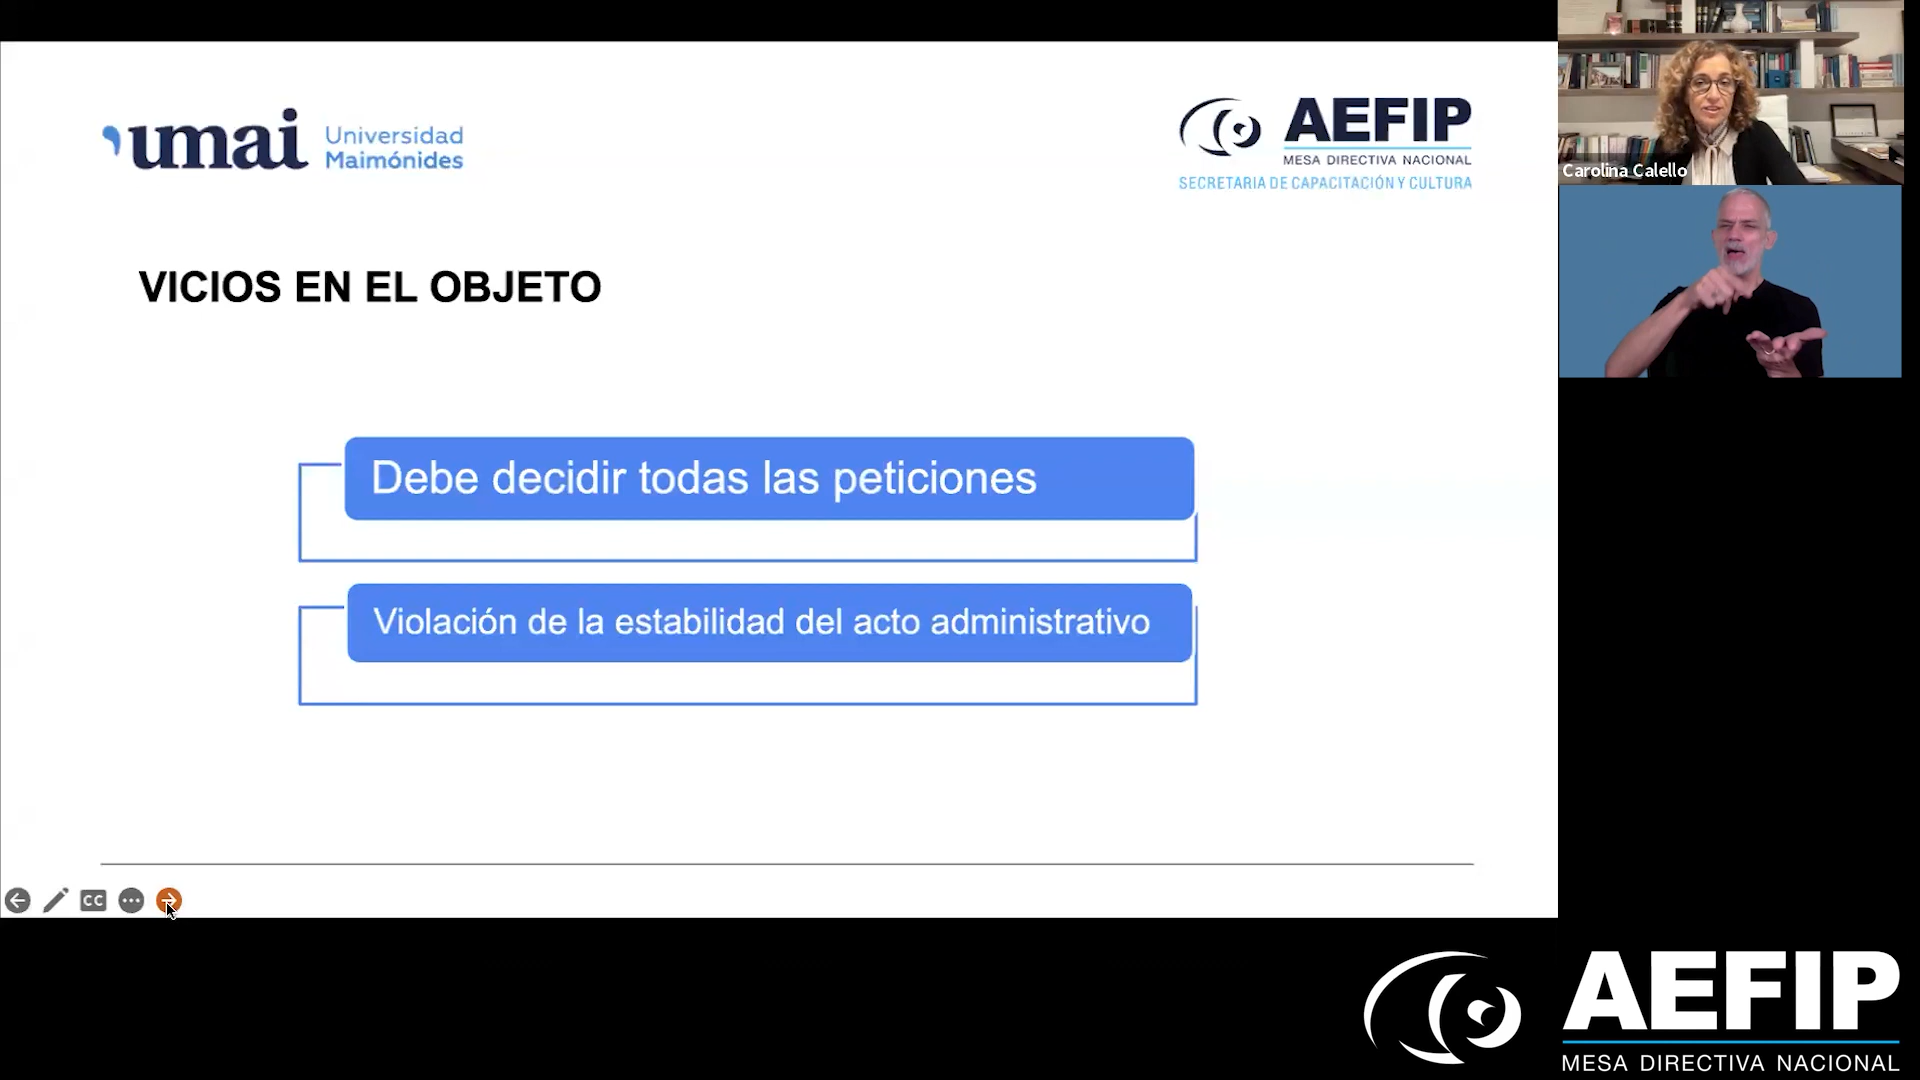 umai Universidad
Maimónides
AEFIP
MESA DIRECTIVA NACIONAL
SECRETARIA DE CAPACITACIÓN Y CULTURA
VICIOS EN EL OBJETO
Debe decidir todas las peticiones
Violación de la estabilidad del acto administrativo
CC
Carolina Calello
AEFIP
MESA DIRECTIVA NACIONAL